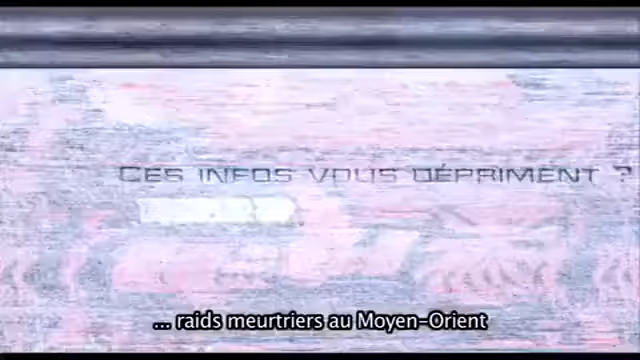 CES INFOS VOUS DÉPRIMENT ?
... raids meurtriers au Moyen-Orient